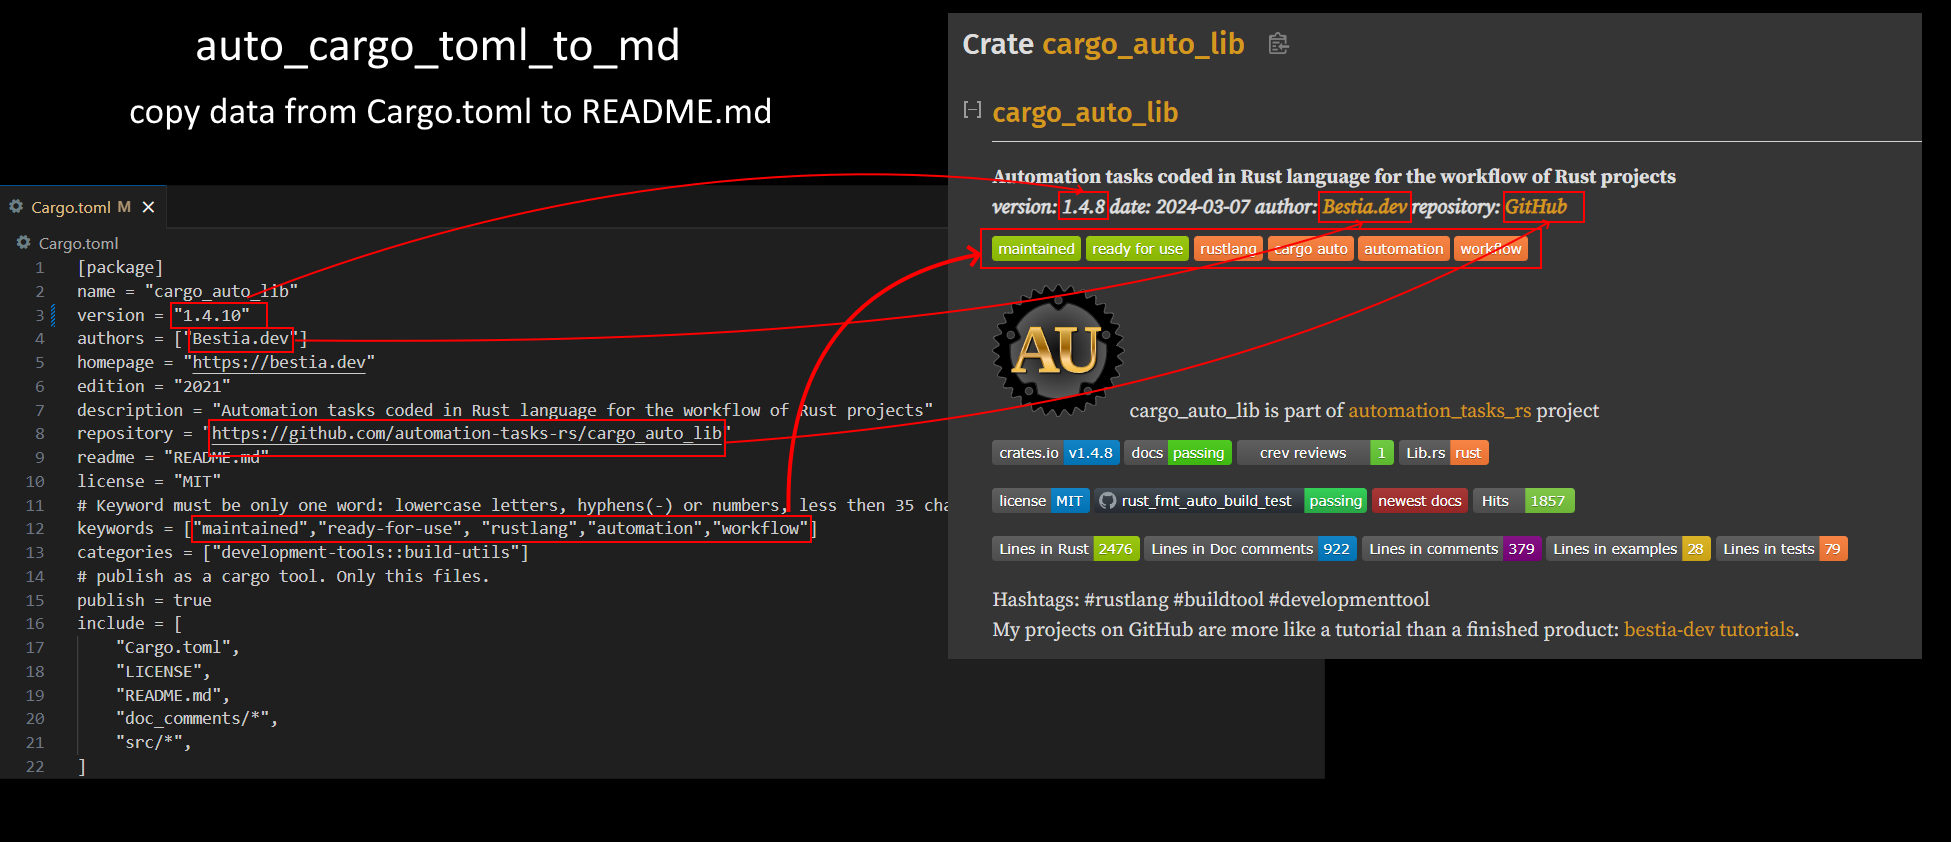 auto_cargo_toml_to_md
copy data from Cargo.toml to README.md
Cargo.toml M
Cargo.toml
1 [package]
2 name = "cargo_auto_lib"
3 version = "1.4.10"
4 authors = ["Bestia.dev"]
5 homepage = "https://bestia.dev"
6 edition = "2021"
7 description = "Automation tasks coded in Rust language for the workflow of Rust projects"
8 repository = "https://github.com/automation-tasks-rs/cargo_auto_lib"
9 readme = "README.md"
10 license = "MIT"
11 # Keyword must be only one word: lowercase letters, hyphens(-) or numbers, less then 35 cha
12 keywords = ["maintained","ready-for-use", "rustlang","automation","workflow"]
13 categories = ["development-tools::build-utils"]
14 # publish as a cargo tool. Only this files.
15 publish = true
16 include = [
17 "Cargo.toml",
18 "LICENSE",
19 "README.md",
20 "doc_comments/*",
21 "src/*",
22 ]
Crate cargo_auto_lib
[-] cargo_auto_lib
Automation tasks coded in Rust language for the workflow of Rust projects
version: 1.4.8 date: 2024-03-07 author: Bestia.dev repository: GitHub
maintained ready for use rustlang cargo auto automation workflow
AU
cargo_auto_lib is part of automation_tasks_rs project
crates.io v1.4.8 docs passing crev reviews 1 Lib.rs rust
license MIT rust_fmt_auto_build_test passing newest docs Hits 1857
Lines in Rust 2476 Lines in Doc comments 922 Lines in comments 379 Lines in examples 28 Lines in tests 79
Hashtags: #rustlang #buildtool #developmenttool
My projects on GitHub are more like a tutorial than a finished product: bestia-dev tutorials.